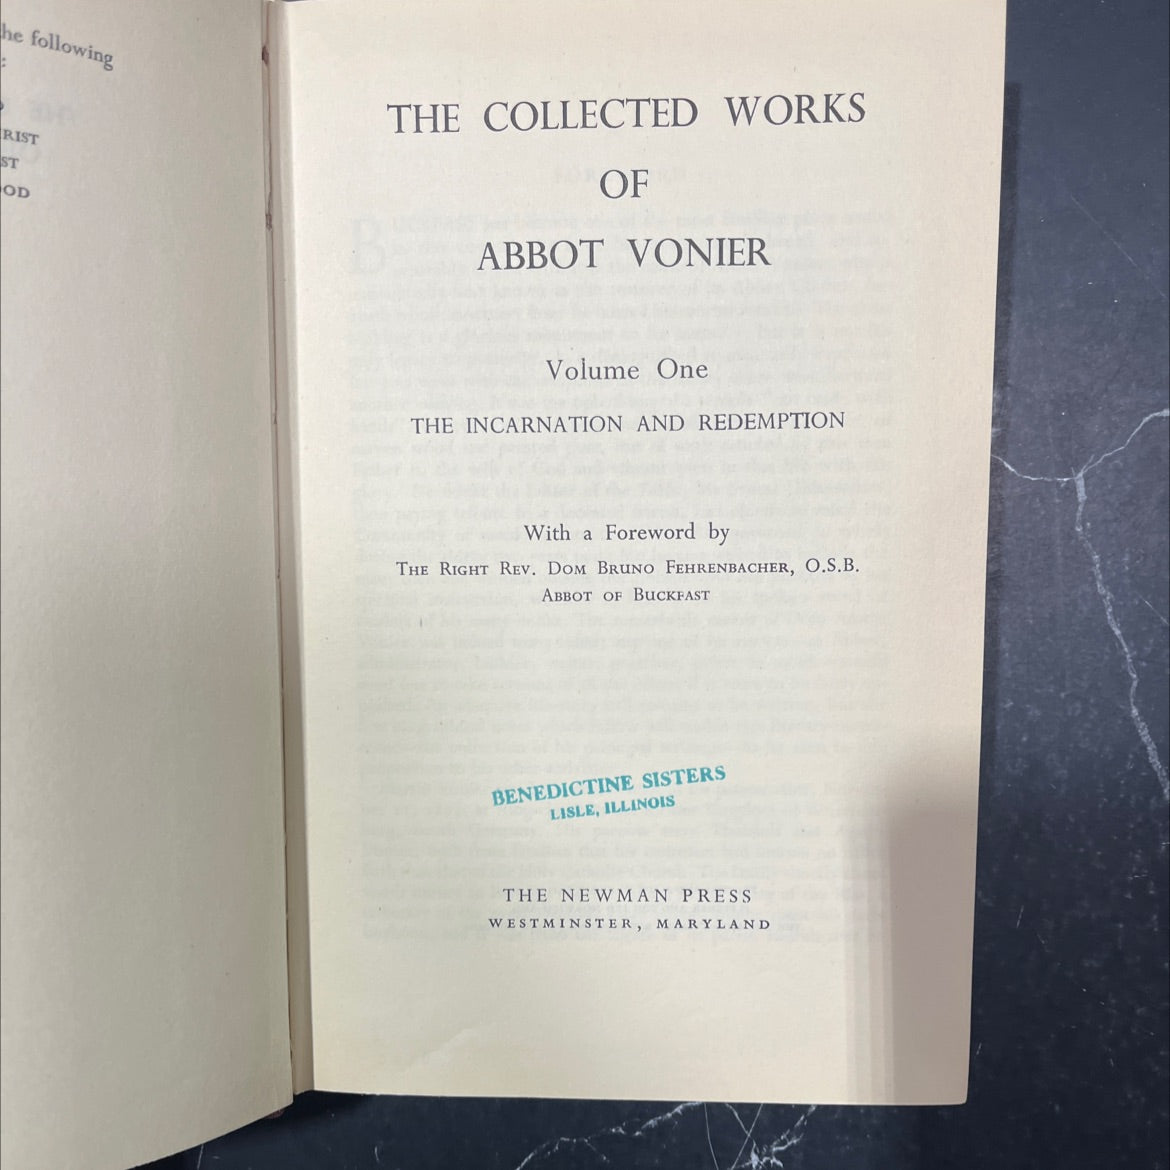 the following
:
RIST
ST
OD
THE COLLECTED WORKS
OF
ABBOT VONIER
Volume One
THE INCARNATION AND REDEMPTION
With a Foreword by
THE RIGHT REV. DOM BRUNO FEHRENBACHER, O.S.B.
ABBOT OF BUCKFAST
BENEDICTINE SISTERS
LISLE, ILLINOIS
THE NEWMAN PRESS
WESTMINSTER, MARYLAND